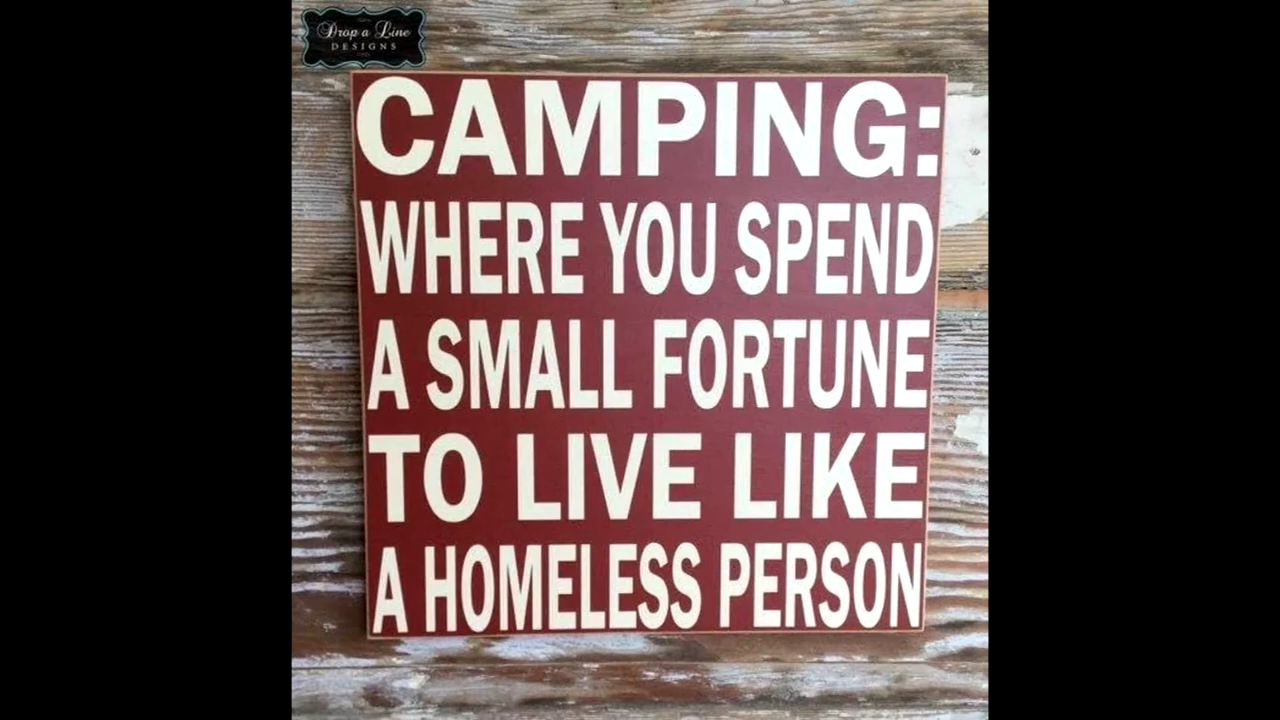 Drop a Line
DESIGNS
CAMPING:
WHERE YOU SPEND
A SMALL FORTUNE
TO LIVE LIKE
A HOMELESS PERSON